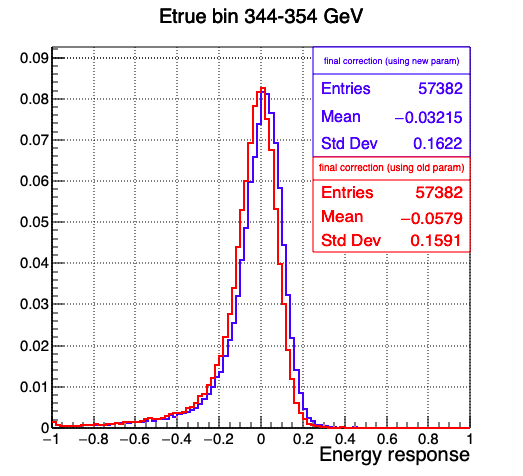 Etrue bin 344-354 GeV
final correction (using new param)
Entries 57382
Mean −0.03215
Std Dev 0.1622
final correction (using old param)
Entries 57382
Mean −0.0579
Std Dev 0.1591
0.09
0.08
0.07
0.06
0.05
0.04
0.03
0.02
0.01
0
−1 −0.8 −0.6 −0.4 −0.2 0 0.2 0.4 0.6 0.8 1
Energy response